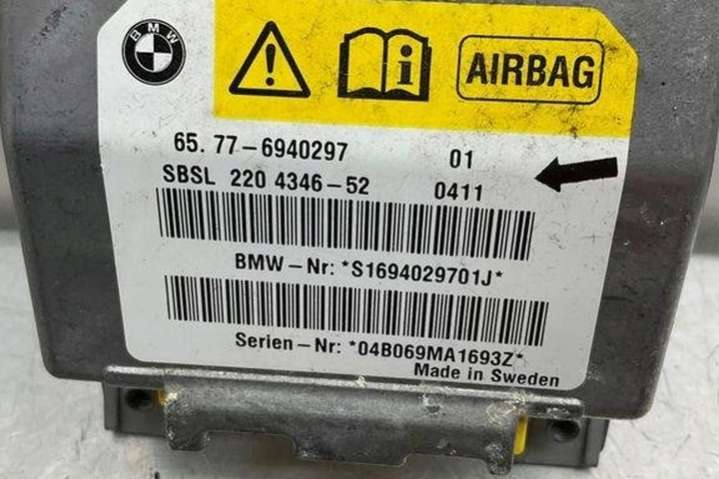 BMW
AIRBAG
65. 77-6940297 01
SBSL 220 4346-52 0411
BMW-Nr: *S1694029701J*
Serien-Nr: *04B069MA1693Z*
Made in Sweden